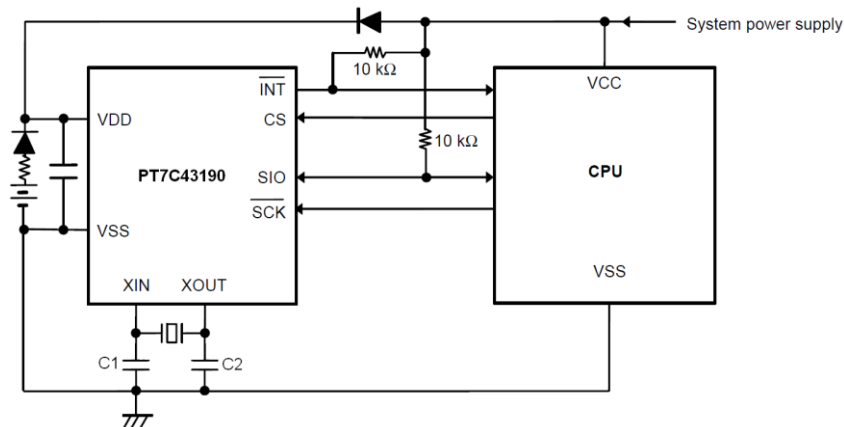 System power supply
10 kΩ
INT
VCC
VDD
CS
10 kΩ
PT7C43190
SIO
CPU
SCK
VSS
VSS
XIN XOUT
C1
C2